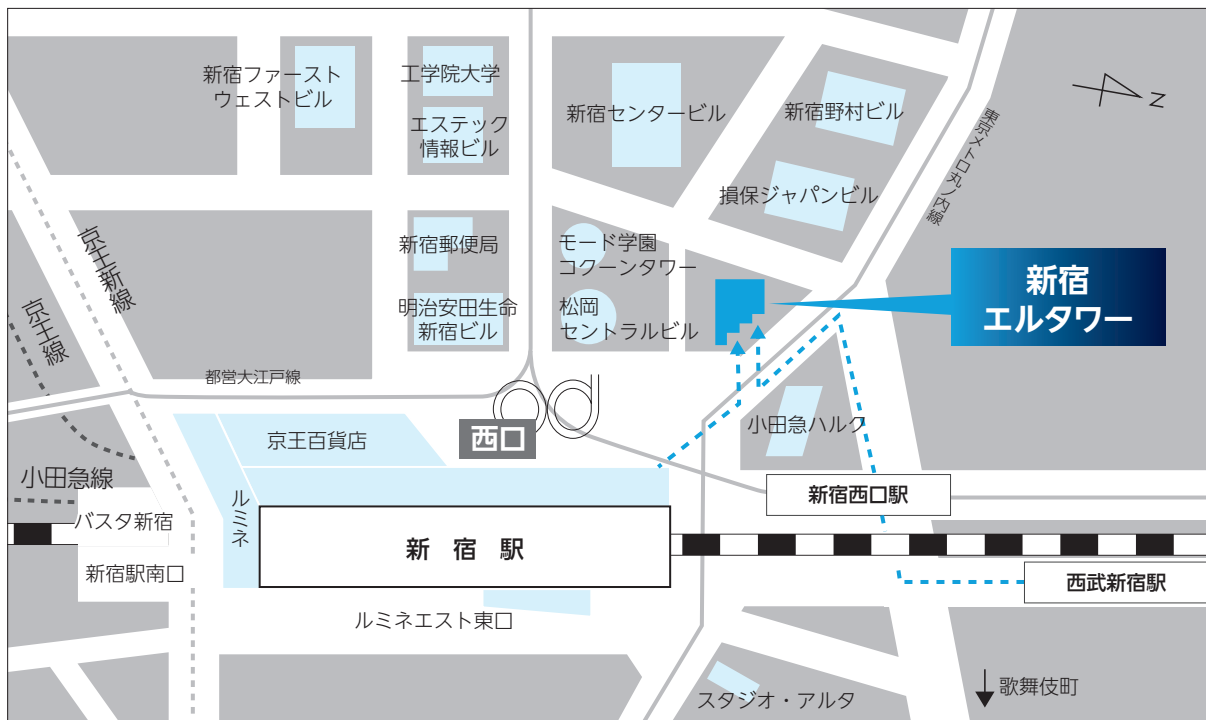 新宿ファースト
ウェストビル
工学院大学
エステック
情報ビル
新宿センタービル
新宿野村ビル
損保ジャパンビル
N
東京メトロ丸ノ内線
新宿郵便局
モード学園
コクーンタワー
明治安田生命
新宿ビル
松岡
セントラルビル
新宿
エルタワー
京王新線
京王線
都営大江戸線
京王百貨店
西口
小田急ハルク
小田急線
バスタ新宿
ルミネ
新宿西口駅
新宿駅
新宿駅南口
西武新宿駅
ルミネエスト東口
スタジオ・アルタ
歌舞伎町